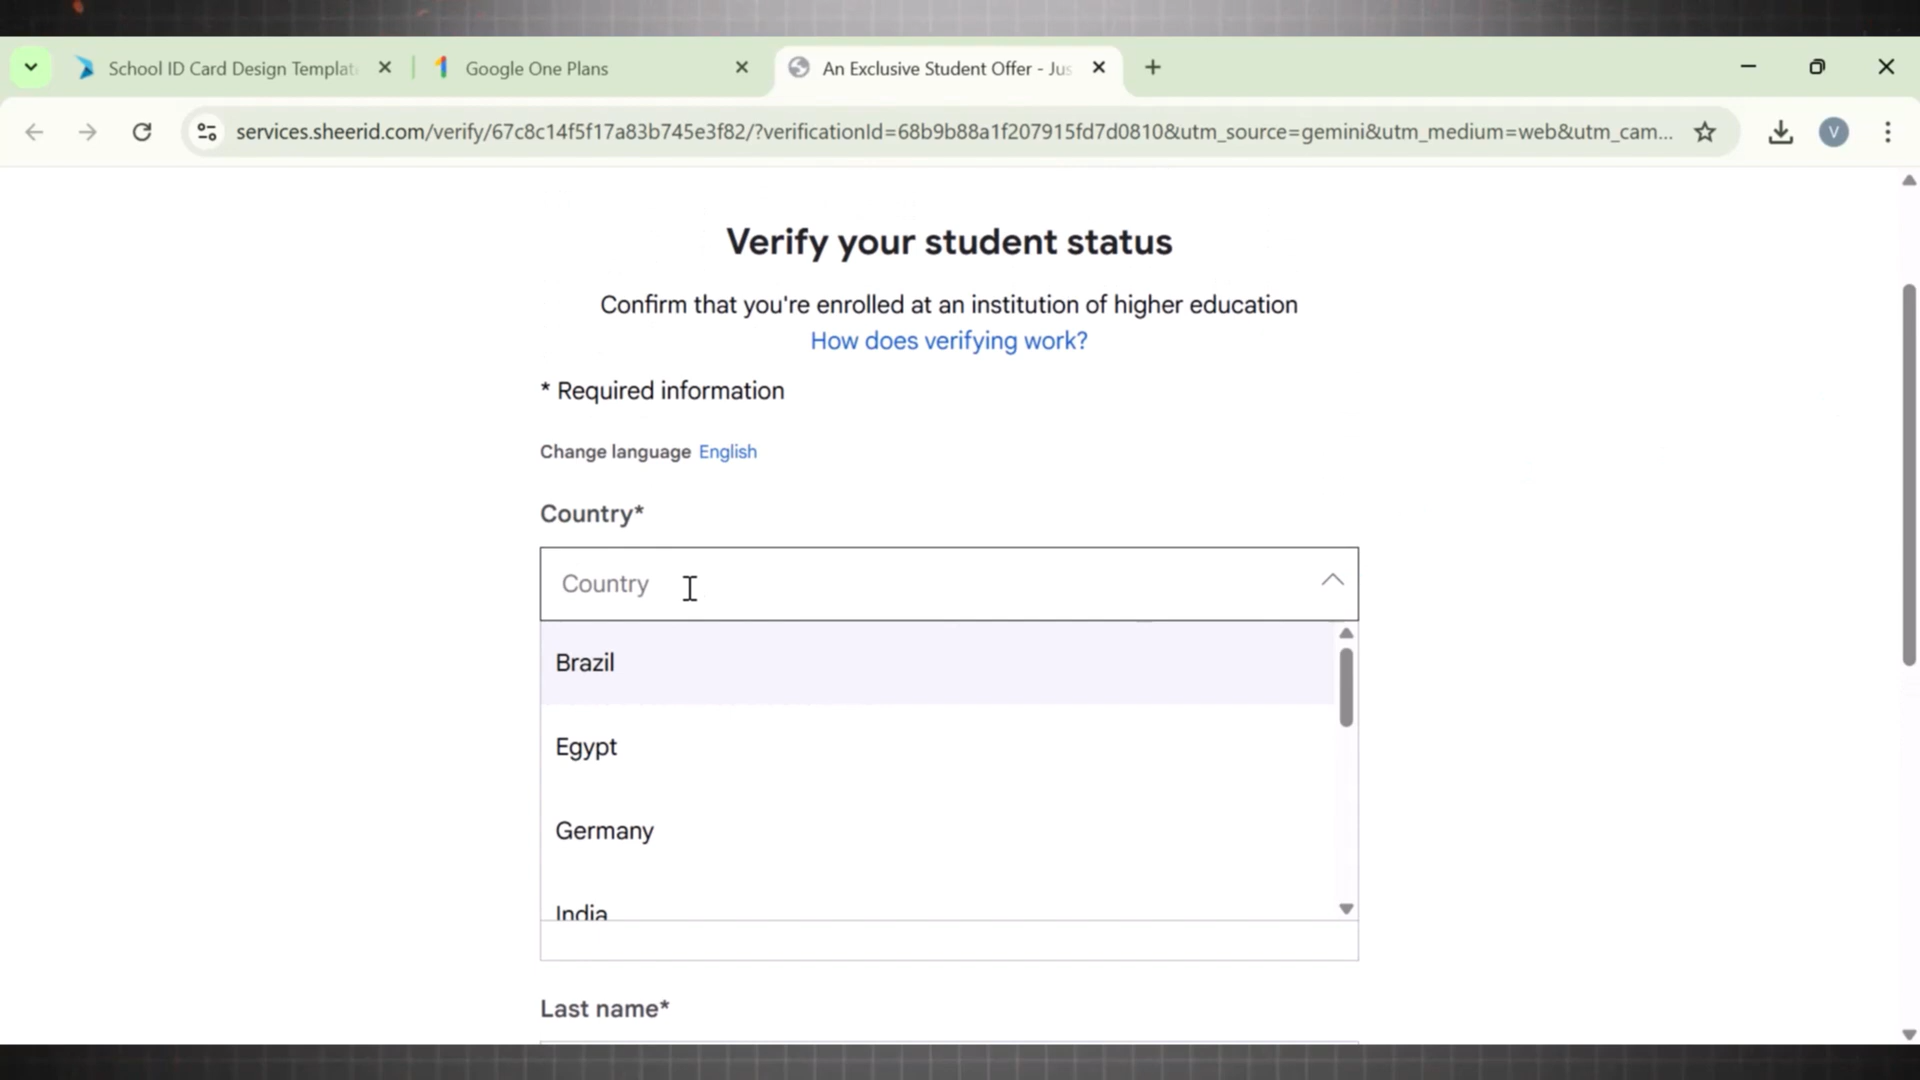 School ID Card Design Templat
Google One Plans
An Exclusive Student Offer - Jus
services.sheerid.com/verify/67c8c14f5f17a83b745e3f82/?verificationId=68b9b88a1f207915fd7d0810&utm_source=gemini&utm_medium=web&utm_cam...
V
Verify your student status
Confirm that you're enrolled at an institution of higher education
How does verifying work?
* Required information
Change language English
Country*
Country
Brazil
Egypt
Germany
India
Last name*